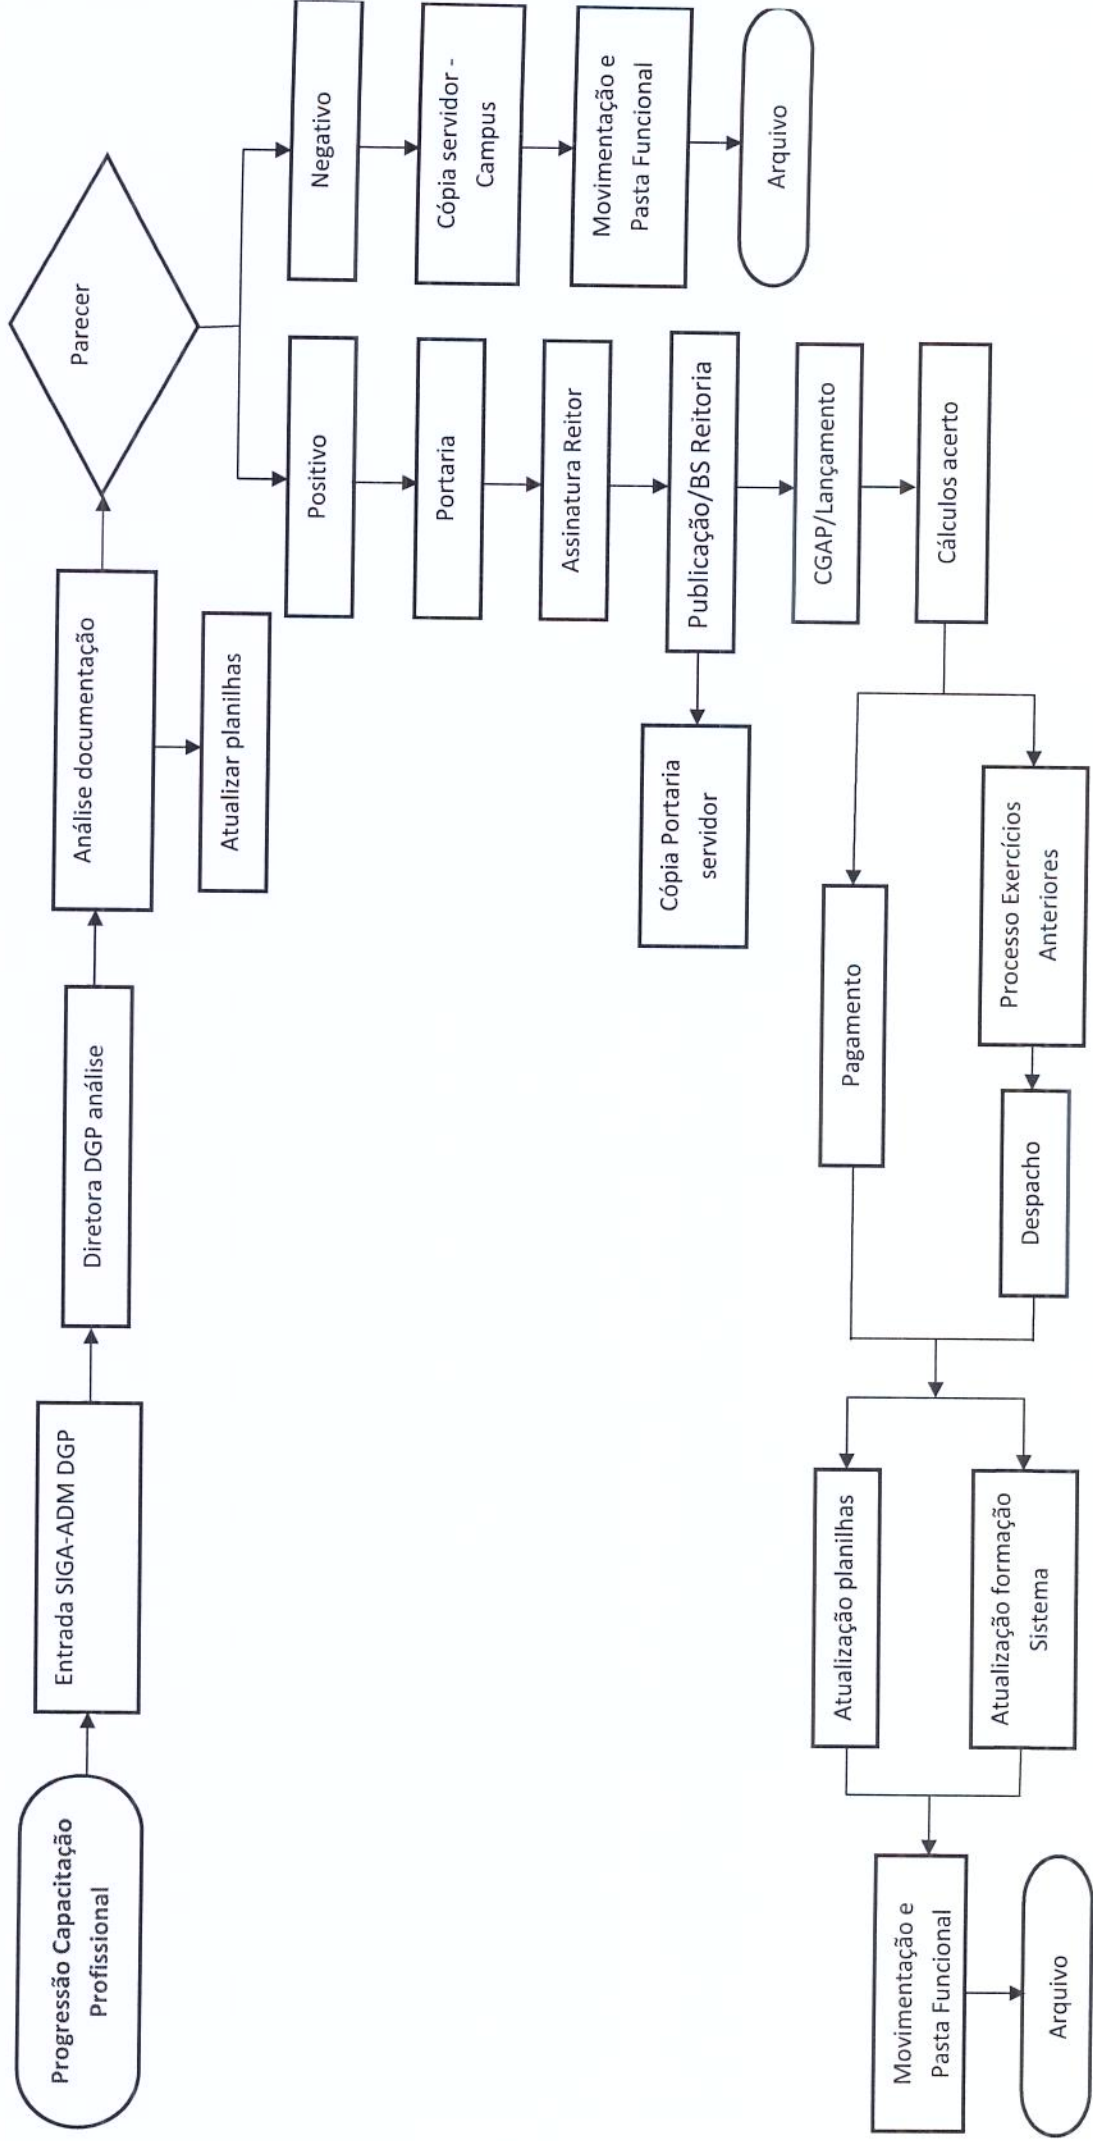 Progressão Capacitação
Profissional
Entrada SIGA-ADM DGP
Diretora DGP análise
Análise documentação
Atualizar planilhas
Parecer
Negativo
Cópia servidor -
Campus
Movimentação e
Pasta Funcional
Arquivo
Positivo
Portaria
Assinatura Reitor
Publicação/BS Reitoria
Cópia Portaria
servidor
CGAP/Lançamento
Cálculos acerto
Pagamento
Processo Exercícios
Anteriores
Despacho
Atualização planilhas
Atualização formação
Sistema
Movimentação e
Pasta Funcional
Arquivo